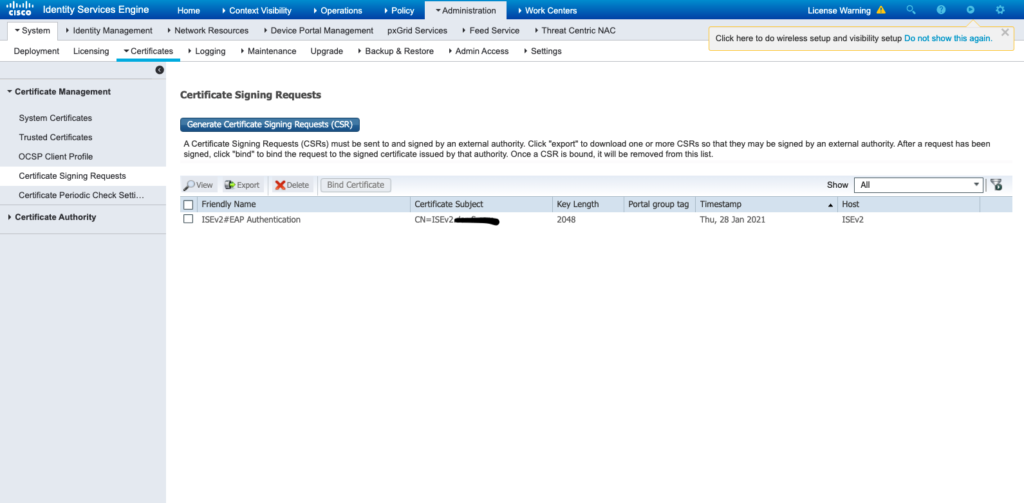 cisco Identity Services Engine Home Context Visibility Operations Policy Administration Work Centers License Warning
System Identity Management Network Resources Device Portal Management pxGrid Services Feed Service Threat Centric NAC
Click here to do wireless setup and visibility setup Do not show this again.
Deployment Licensing Certificates Logging Maintenance Upgrade Backup & Restore Admin Access Settings
Certificate Management
System Certificates
Trusted Certificates
OCSP Client Profile
Certificate Signing Requests
Certificate Periodic Check Setti...
Certificate Authority
Certificate Signing Requests
Generate Certificate Signing Requests (CSR)
A Certificate Signing Requests (CSRs) must be sent to and signed by an external authority. Click "export" to download one or more CSRs so that they may be signed by an external authority. After a request has been
signed, click "bind" to bind the request to the signed certificate issued by that authority. Once a CSR is bound, it will be removed from this list.
View Export Delete Bind Certificate Show All
Friendly Name Certificate Subject Key Length Portal group tag Timestamp Host
ISEv2#EAP Authentication CN=ISEv2 2048 Thu, 28 Jan 2021 ISEv2